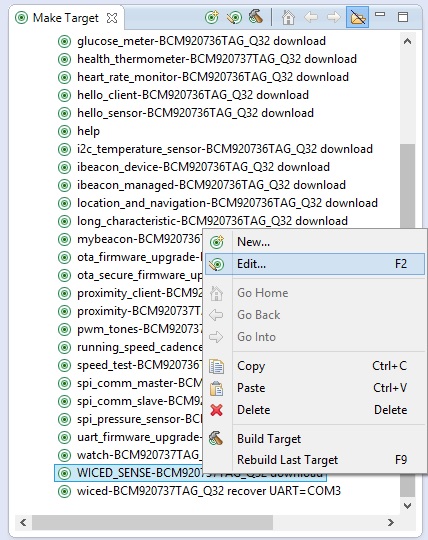 Make Target
glucose_meter-BCM920736TAG_Q32 download
health_thermometer-BCM920737TAG_Q32 download
heart_rate_monitor-BCM920736TAG_Q32 download
hello_client-BCM920736TAG_Q32 download
hello_sensor-BCM920736TAG_Q32 download
help
i2c_temperature_sensor-BCM920736TAG_Q32 download
ibeacon_device-BCM920736TAG_Q32 download
ibeacon_managed-BCM920736TAG_Q32 download
location_and_navigation-BCM920736TAG_Q32 download
long_characteristic-BCM920736TAG_Q32 download
mybeacon-BCM920736T
New...
ota_firmware_upgrade-
Edit... F2
ota_secure_firmware_up
proximity_client-BCM92
Go Home
proximity-BCM920737T
Go Back
pwm_tones-BCM92073
Go Into
running_speed_cadence
speed_test-BCM920736T
Copy Ctrl+C
spi_comm_master-BCM
Paste Ctrl+V
spi_comm_slave-BCM92
Delete Delete
spi_pressure_sensor-BC
uart_firmware_upgrade-
Build Target
watch-BCM920737TAG_
Rebuild Last Target F9
WICED_SENSE-BCM920737TAG_Q32 download
wiced-BCM920737TAG_Q32 recover UART=COM3